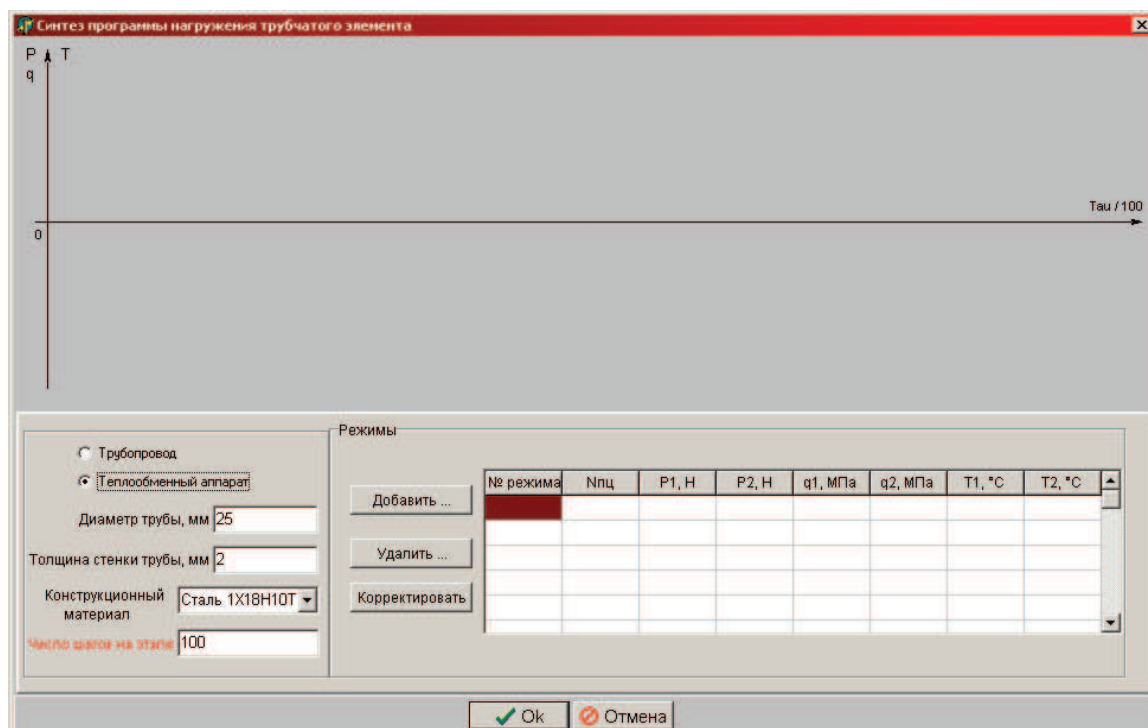 Синтез программы нагружения трубчатого элемента
P T
q
Tau / 100
0
Режимы
Трубопровод
Теплообменный аппарат
Диаметр трубы, мм 25
Толщина стенки трубы, мм 2
Конструкционный
материал
Сталь 1Х18Н10Т
Число шагов на этапе 100
Добавить ...
Удалить ...
Корректировать
№ режима Nпц P1, Н P2, Н q1, МПа q2, МПа T1, °C T2, °C
Ok Отмена